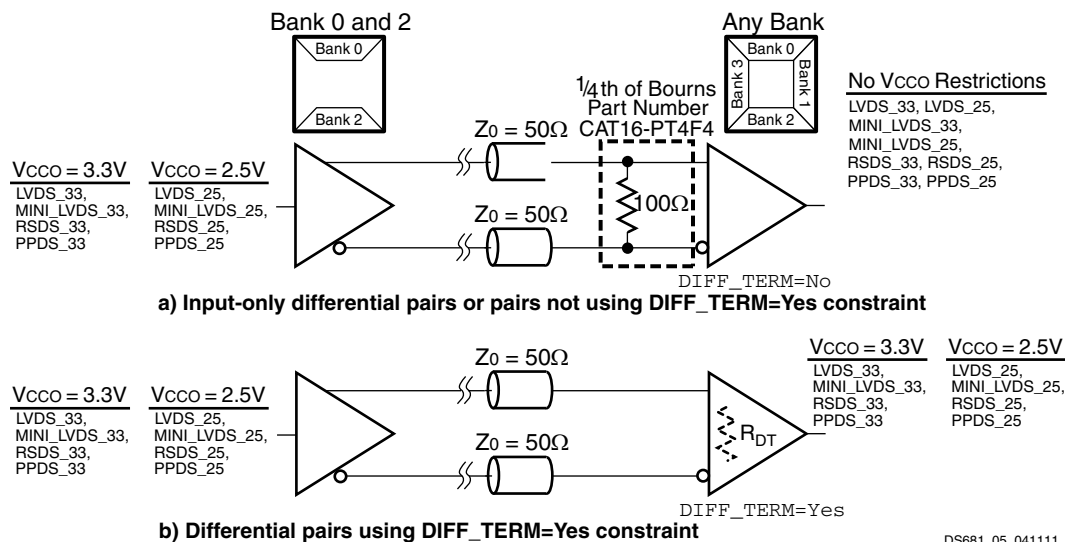 Bank 0 and 2
Bank 0
Bank 2
Any Bank
Bank 0
Bank 3
Bank 1
Bank 2
1/4 th of Bourns
Part Number
CAT16-PT4F4
No VCCO Restrictions
LVDS_33, LVDS_25,
MINI_LVDS_33,
MINI_LVDS_25,
RSDS_33, RSDS_25,
PPDS_33, PPDS_25
VCCO = 3.3V
LVDS_33,
MINI_LVDS_33,
RSDS_33,
PPDS_33
VCCO = 2.5V
LVDS_25,
MINI_LVDS_25,
RSDS_25,
PPDS_25
Z0 = 50Ω
Z0 = 50Ω
100Ω
DIFF_TERM=No
a) Input-only differential pairs or pairs not using DIFF_TERM=Yes constraint
VCCO = 3.3V
LVDS_33,
MINI_LVDS_33,
RSDS_33,
PPDS_33
VCCO = 2.5V
LVDS_25,
MINI_LVDS_25,
RSDS_25,
PPDS_25
Z0 = 50Ω
Z0 = 50Ω
RDT
DIFF_TERM=Yes
VCCO = 3.3V
LVDS_33,
MINI_LVDS_33,
RSDS_33,
PPDS_33
VCCO = 2.5V
LVDS_25,
MINI_LVDS_25,
RSDS_25,
PPDS_25
b) Differential pairs using DIFF_TERM=Yes constraint
DS681_05_041111